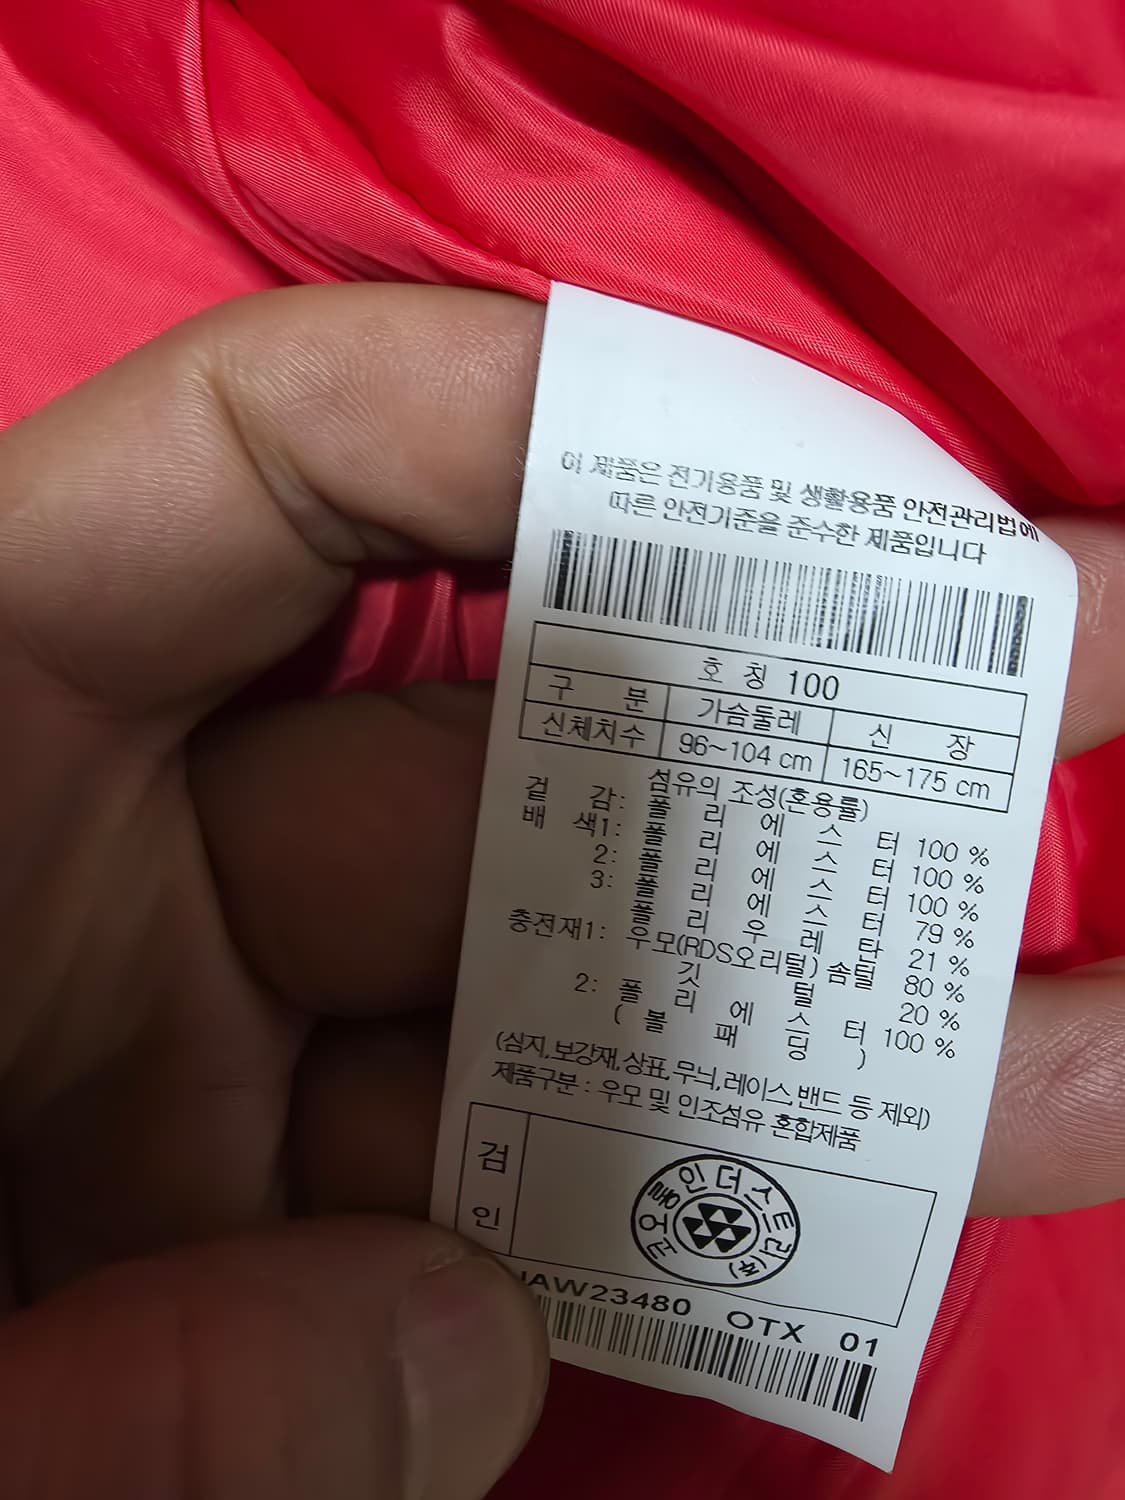 이 제품은 전기용품 및 생활용품 안전관리법에
따른 안전기준을 준수한 제품입니다
호 칭 100
구 분 가슴둘레 신 장
신체치수 96~104 cm 165~175 cm
섬유의 조성(혼용률)
겉 감: 폴 리 에 스 터 100 %
배 색1: 폴 리 에 스 터 100 %
2: 폴 리 에 스 터 100 %
3: 폴 리 에 스 터 79 %
폴 리 우 레 탄 21 %
충전재1: 우모(RDS오리털) 솜털 80 %
깃 털 20 %
2: 폴 리 에 스 터 100 %
( 볼 패 딩 )
(심지,보강재,상표,무늬,레이스,밴드 등 제외)
제품구분 : 우모 및 인조섬유 혼합제품
검
인
인더스트리(주)
AW23480 OTX 01